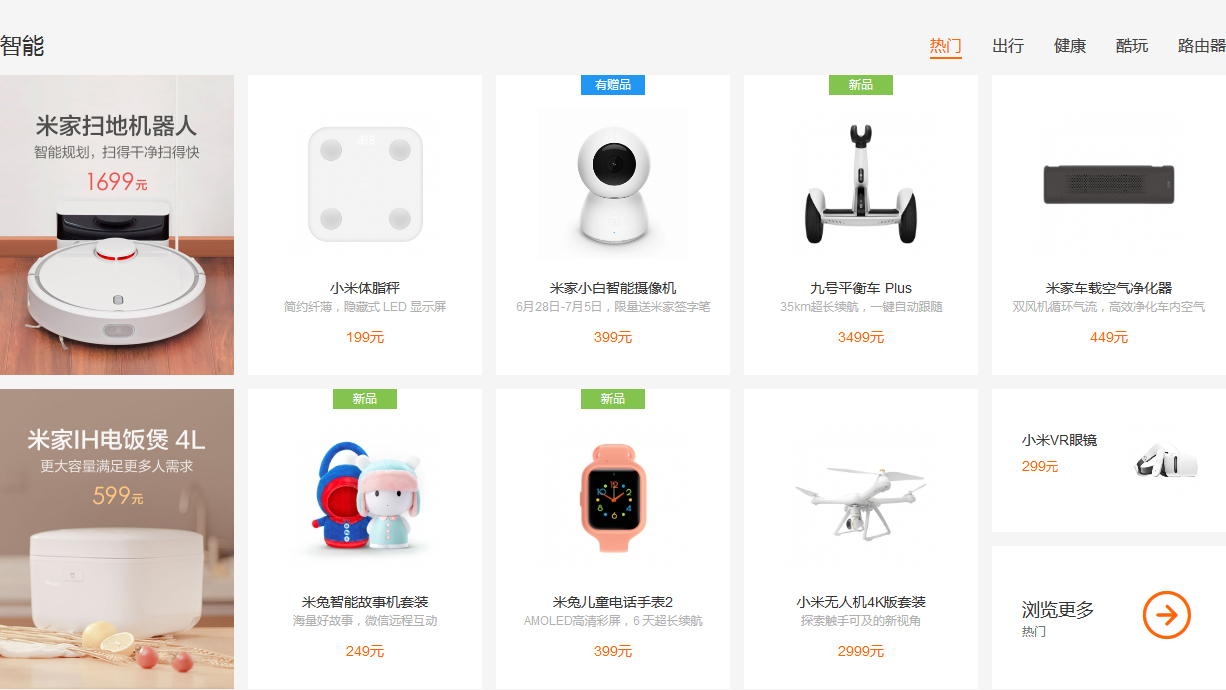 智能
热门 出行 健康 酷玩 路由器
米家扫地机器人
智能规划，扫得干净扫得快
1699元
小米体脂秤
简约纤薄，隐藏式 LED 显示屏
199元
有赠品
米家小白智能摄像机
6月28日-7月5日，限量送米家签字笔
399元
新品
九号平衡车 Plus
35km超长续航，一键自动跟随
3499元
米家车载空气净化器
双风机循环气流，高效净化车内空气
449元
米家IH电饭煲 4L
更大容量满足更多人需求
599元
新品
米兔智能故事机套装
海量好故事，微信远程互动
249元
新品
米兔儿童电话手表2
AMOLED高清彩屏，6 天超长续航
399元
小米无人机4K版套装
探索触手可及的新视角
2999元
小米VR眼镜
299元
浏览更多
热门